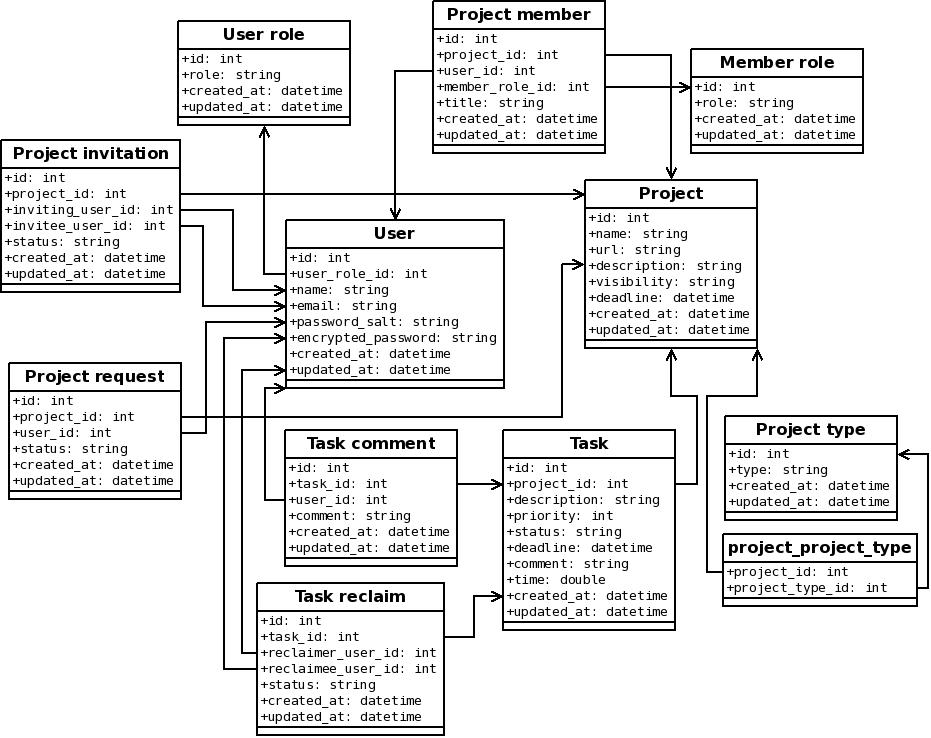 User role
+id: int
+role: string
+created_at: datetime
+updated_at: datetime
Project member
+id: int
+project_id: int
+user_id: int
+member_role_id: int
+title: string
+created_at: datetime
+updated_at: datetime
Member role
+id: int
+role: string
+created_at: datetime
+updated_at: datetime
Project invitation
+id: int
+project_id: int
+inviting_user_id: int
+invitee_user_id: int
+status: string
+created_at: datetime
+updated_at: datetime
User
+id: int
+user_role_id: int
+name: string
+email: string
+password_salt: string
+encrypted_password: string
+created_at: datetime
+updated_at: datetime
Project
+id: int
+name: string
+url: string
+description: string
+visibility: string
+deadline: datetime
+created_at: datetime
+updated_at: datetime
Project request
+id: int
+project_id: int
+user_id: int
+status: string
+created_at: datetime
+updated_at: datetime
Task comment
+id: int
+task_id: int
+user_id: int
+comment: string
+created_at: datetime
+updated_at: datetime
Task
+id: int
+project_id: int
+description: string
+priority: int
+status: string
+deadline: datetime
+comment: string
+time: double
+created_at: datetime
+updated_at: datetime
Project type
+id: int
+type: string
+created_at: datetime
+updated_at: datetime
project_project_type
+project_id: int
+project_type_id: int
Task reclaim
+id: int
+task_id: int
+reclaimer_user_id: int
+reclaimee_user_id: int
+status: string
+created_at: datetime
+updated_at: datetime